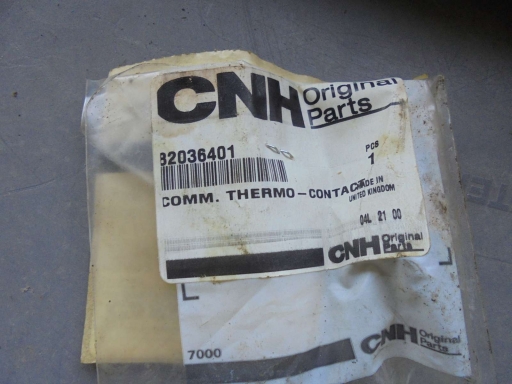 CNH Original
Parts
82036401
PCS
1
COMM. THERMO-CONTACT
MADE IN
UNITED KINGDOM
04L 21 00
CNH Original
Parts
7000
CNH Original
Parts